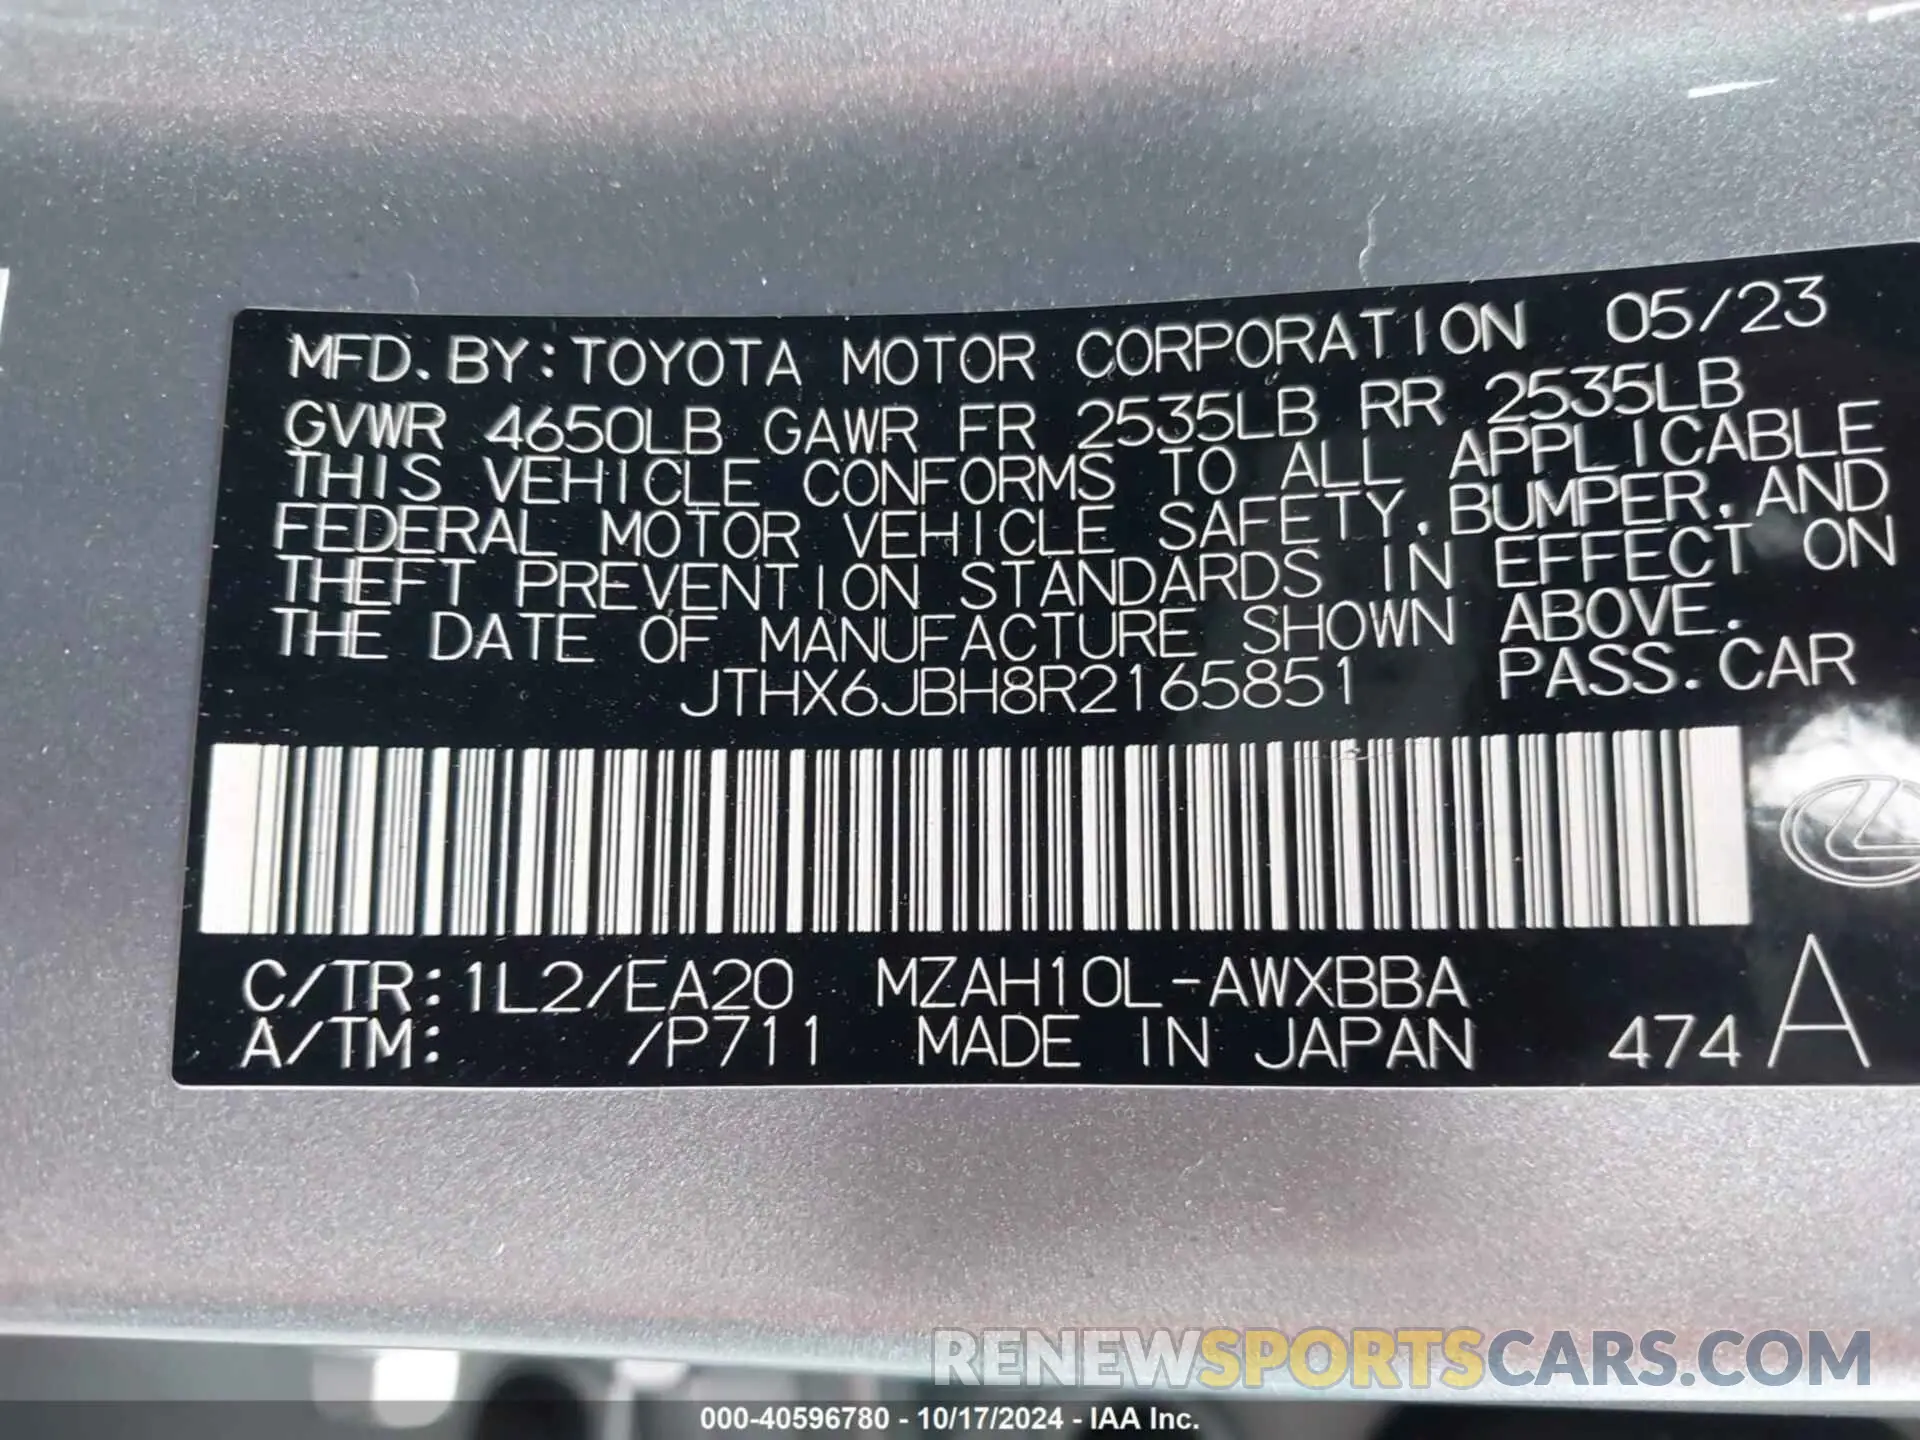 MFD. BY: TOYOTA MOTOR CORPORATION 05/23
GVWR 4650LB GAWR FR 2535LB RR 2535LB
THIS VEHICLE CONFORMS TO ALL APPLICABLE
FEDERAL MOTOR VEHICLE SAFETY, BUMPER, AND
THEFT PREVENTION STANDARDS IN EFFECT ON
THE DATE OF MANUFACTURE SHOWN ABOVE.
JTHX6JBH8R2165851 PASS. CAR
C/TR: 1L2/EA20 MZAH10L-AWXBBA
A/TM: /P711 MADE IN JAPAN 474 A
RENEWSPORTSCARS.COM
000-40596780 - 10/17/2024 - IAA Inc.